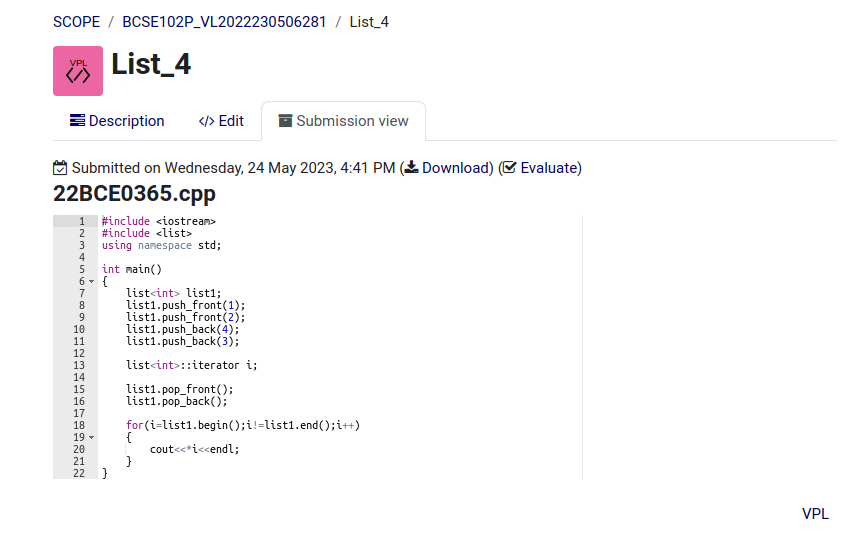 SCOPE / BCSE102P_VL2022230506281 / List_4
VPL
</>
List_4
Description </> Edit Submission view
Submitted on Wednesday, 24 May 2023, 4:41 PM (Download) (Evaluate)
22BCE0365.cpp
1 #include <iostream>
2 #include <list>
3 using namespace std;
4
5 int main()
6 {
7 list<int> list1;
8 list1.push_front(1);
9 list1.push_front(2);
10 list1.push_back(4);
11 list1.push_back(3);
12
13 list<int>::iterator i;
14
15 list1.pop_front();
16 list1.pop_back();
17
18 for(i=list1.begin();i!=list1.end();i++)
19 {
20 cout<<*i<<endl;
21 }
22 }
VPL